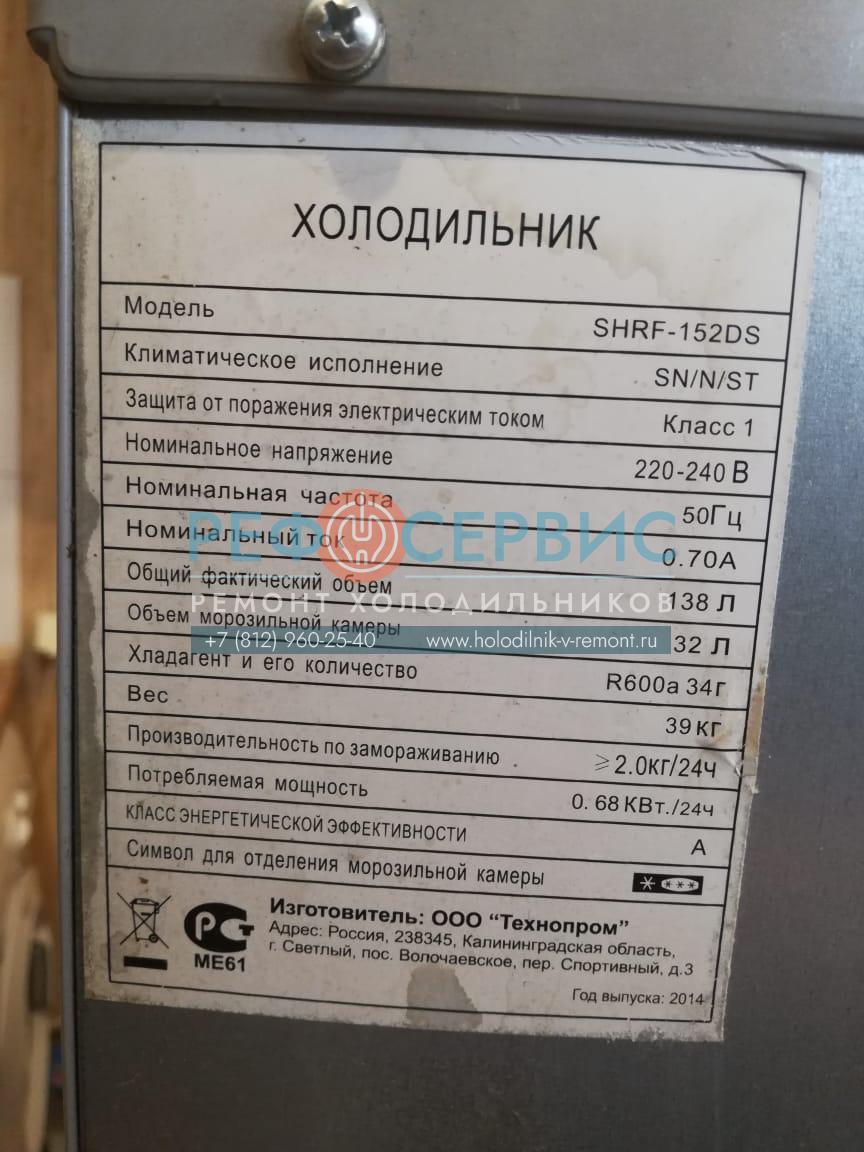 ХОЛОДИЛЬНИК
Модель SHRF-152DS
Климатическое исполнение SN/N/ST
Защита от поражения электрическим током Класс 1
Номинальное напряжение 220-240 В
Номинальная частота 50Гц
Номинальный ток 0.70А
РЕФ СЕРВИС
Общий фактический объем 138 Л
РЕМОНТ ХОЛОДИЛЬНИКОВ
Объем морозильной камеры 32 Л
+7 (812) 960-25-40 www.holodilnik-v-remont.ru
Хладагент и его количество R600a 34г
Вес 39 кг
Производительность по замораживанию ≥2.0кг/24ч
Потребляемая мощность 0. 68 КВт./24ч
КЛАСС ЭНЕРГЕТИЧЕСКОЙ ЭФФЕКТИВНОСТИ А
Символ для отделения морозильной камеры
Изготовитель: ООО "Технопром"
Адрес: Россия, 238345, Калининградская область,
г. Светлый, пос. Волочаевское, пер. Спортивный, д.3
МЕ61
Год выпуска: 2014